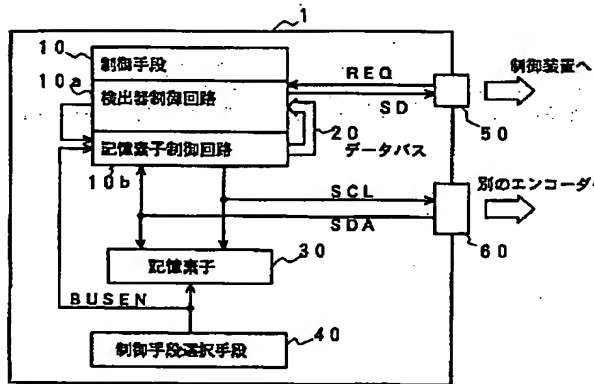 1
10
制御手段
10a
検出器制御回路
REQ
SD
50
制御装置へ
20
データバス
記憶素子制御回路
10b
SCL
SDA
60
別のエンコーダ
記憶素子
30
BUSEN
制御手段選択手段
40